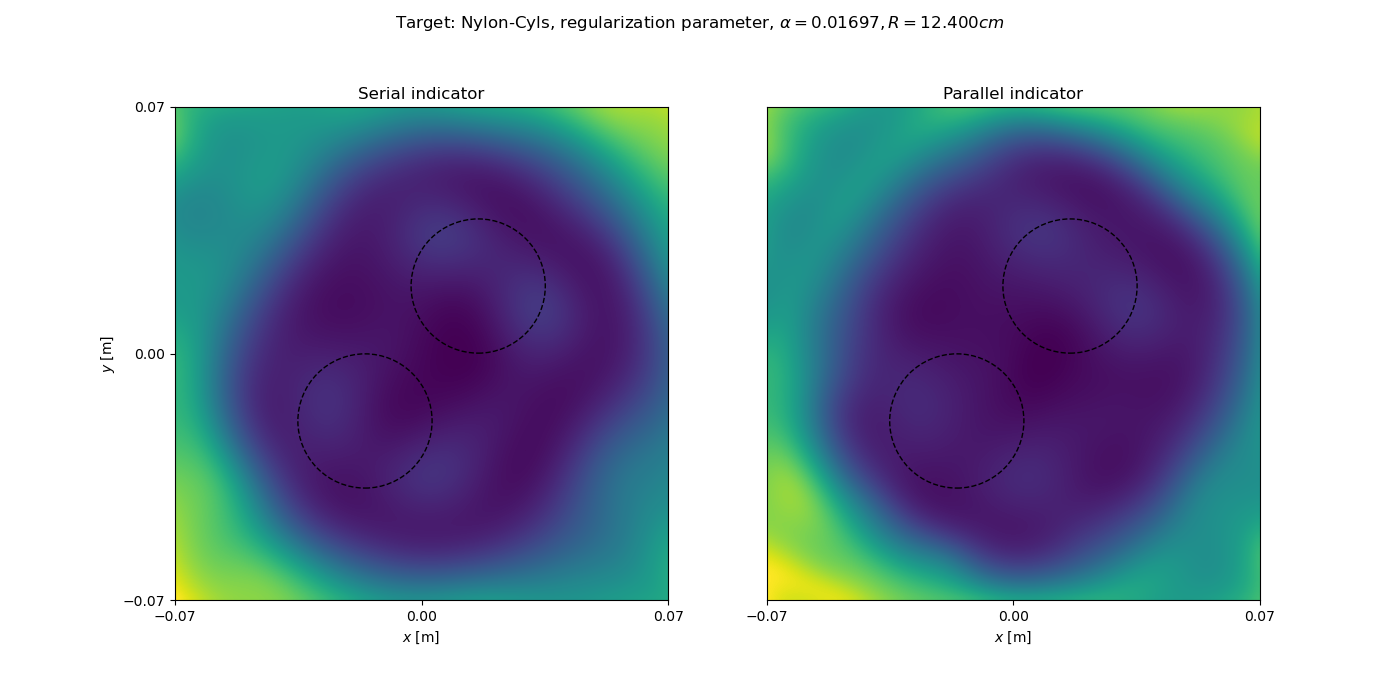 Target: Nylon-Cyls, regularization parameter, α = 0.01697, R = 12.400cm
Serial indicator
Parallel indicator
0.07
0.00
−0.07
y [m]
−0.07 0.00 0.07
x [m]
−0.07 0.00 0.07
x [m]